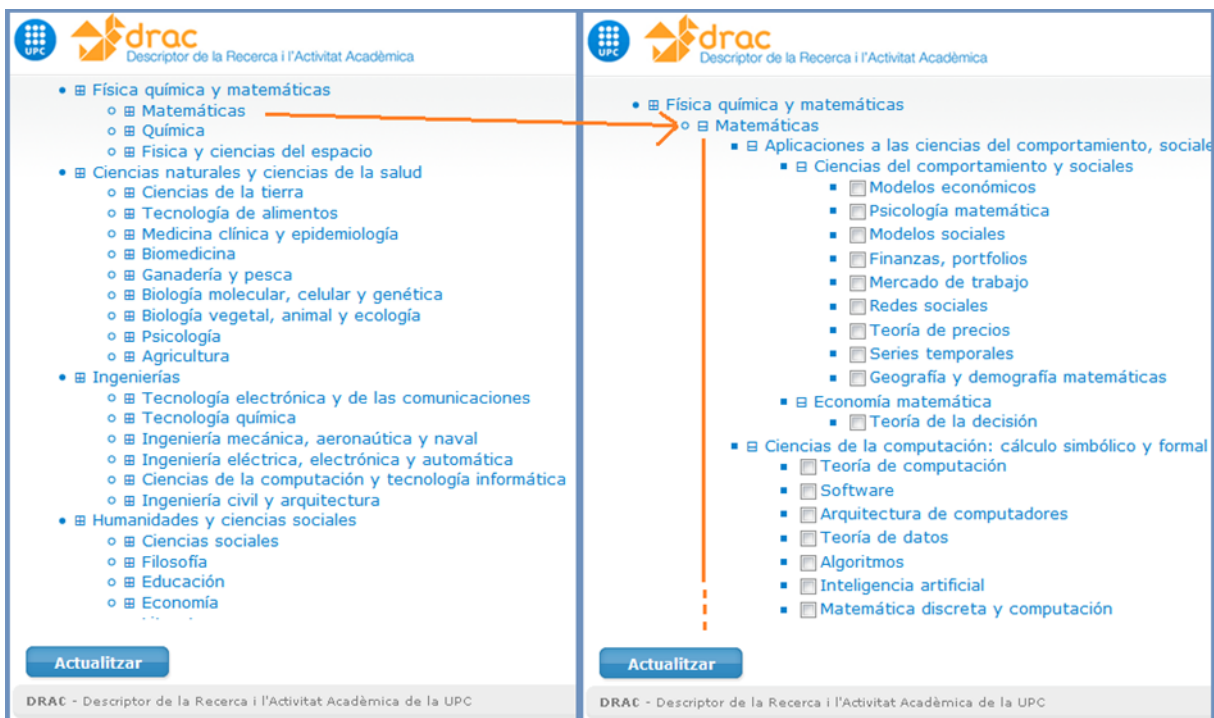 UPC
drac
Descriptor de la Recerca i l'Activitat Acadèmica
Física química y matemáticas
Matemáticas
Química
Fisica y ciencias del espacio
Ciencias naturales y ciencias de la salud
Ciencias de la tierra
Tecnología de alimentos
Medicina clínica y epidemiología
Biomedicina
Ganadería y pesca
Biología molecular, celular y genética
Biología vegetal, animal y ecología
Psicología
Agricultura
Ingenierías
Tecnología electrónica y de las comunicaciones
Tecnología química
Ingeniería mecánica, aeronaútica y naval
Ingeniería eléctrica, electrónica y automática
Ciencias de la computación y tecnología informática
Ingeniería civil y arquitectura
Humanidades y ciencias sociales
Ciencias sociales
Filosofía
Educación
Economía
Actualitzar
DRAC - Descriptor de la Recerca i l'Activitat Acadèmica de la UPC
UPC
drac
Descriptor de la Recerca i l'Activitat Acadèmica
Física química y matemáticas
Matemáticas
Aplicaciones a las ciencias del comportamiento, sociale
Ciencias del comportamiento y sociales
Modelos económicos
Psicología matemática
Modelos sociales
Finanzas, portfolios
Mercado de trabajo
Redes sociales
Teoría de precios
Series temporales
Geografía y demografía matemáticas
Economía matemática
Teoría de la decisión
Ciencias de la computación: cálculo simbólico y formal
Teoría de computación
Software
Arquitectura de computadores
Teoría de datos
Algoritmos
Inteligencia artificial
Matemática discreta y computación
Actualitzar
DRAC - Descriptor de la Recerca i l'Activitat Acadèmica de la UPC